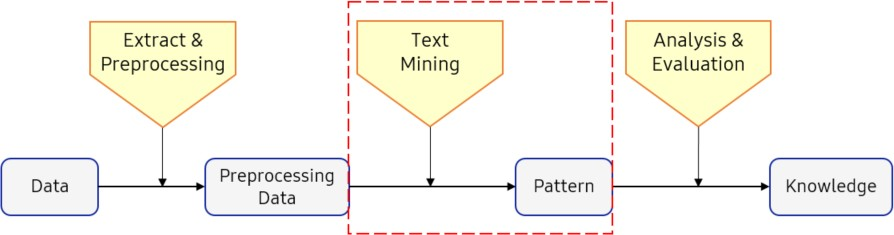 Extract &
Preprocessing
Text
Mining
Analysis &
Evaluation
Data
Preprocessing
Data
Pattern
Knowledge